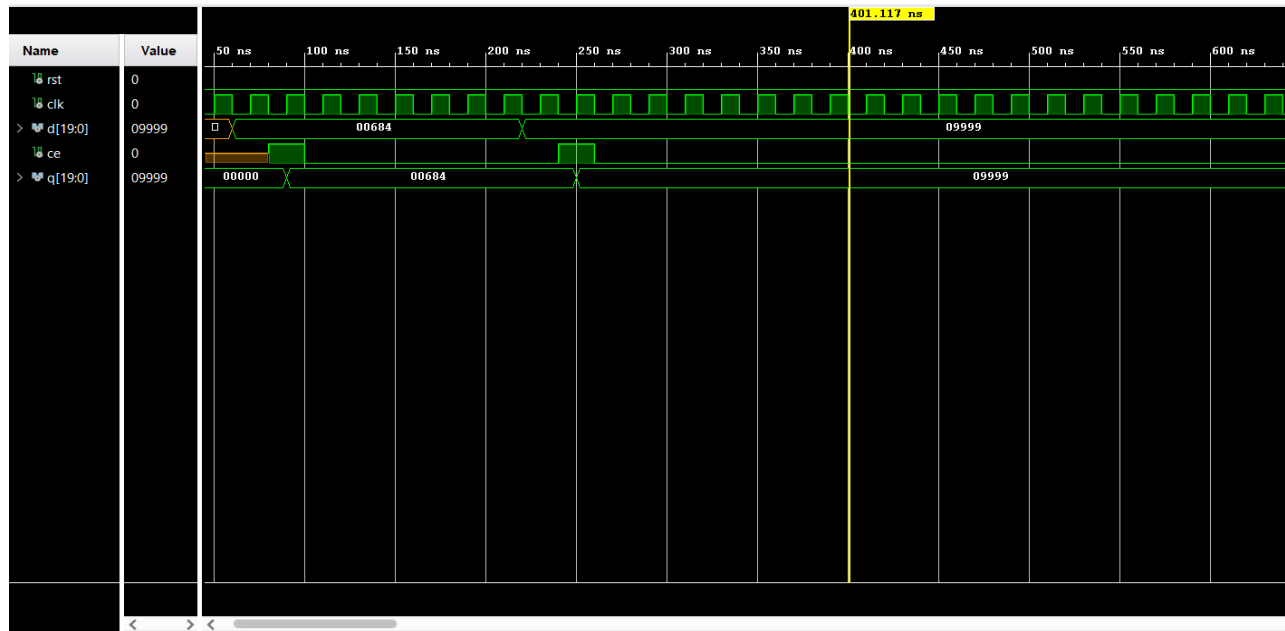 401.117 ns
Name Value 50 ns 100 ns 150 ns 200 ns 250 ns 300 ns 350 ns 400 ns 450 ns 500 ns 550 ns 600 ns
rst 0
clk 0
> d[19:0] 09999 00684 09999
ce 0
> q[19:0] 09999 00000 00684 09999